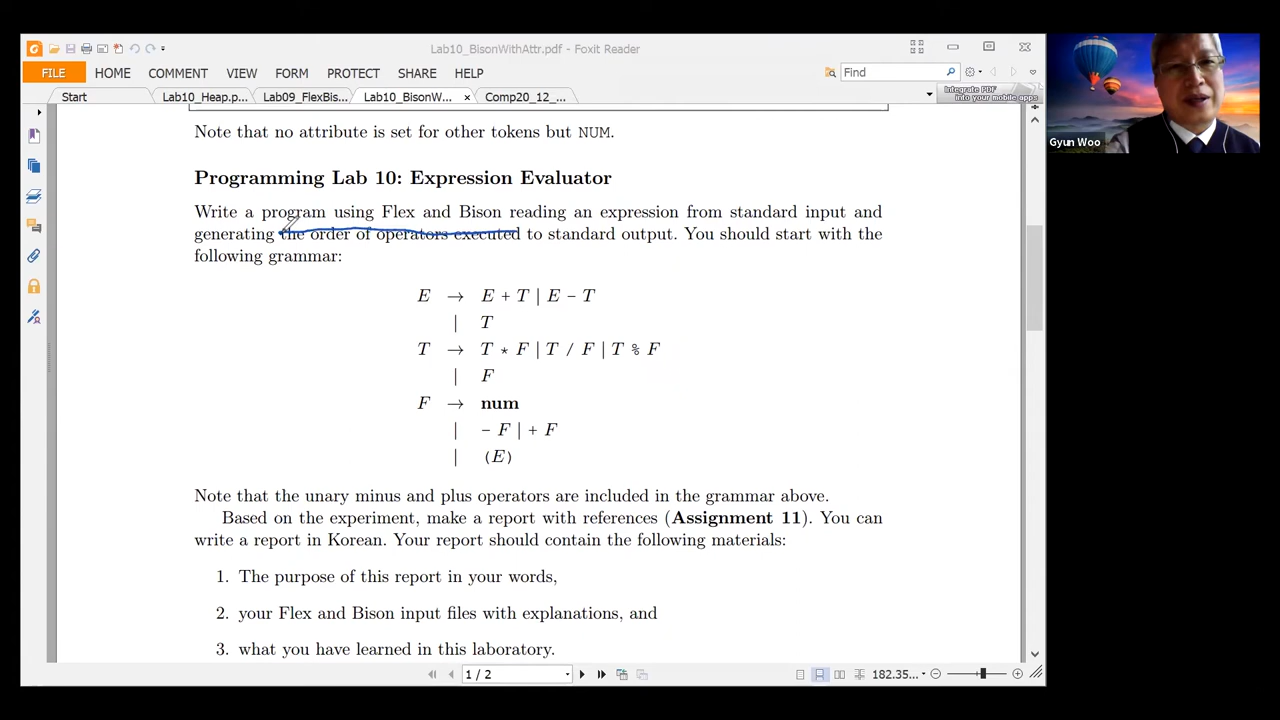 Lab10_BisonWithAttr.pdf - Foxit Reader
FILE HOME COMMENT VIEW FORM PROTECT SHARE HELP
Find
Start Lab10_Heap.p... Lab09_FlexBis... Lab10_BisonW... × Comp20_12_...
Integrate PDF
into your mobile apps
Gyun Woo
Note that no attribute is set for other tokens but NUM.
Programming Lab 10: Expression Evaluator
Write a program using Flex and Bison reading an expression from standard input and
generating the order of operators executed to standard output. You should start with the
following grammar:
E → E + T | E - T
| T
T → T * F | T / F | T % F
| F
F → num
| - F | + F
| (E)
Note that the unary minus and plus operators are included in the grammar above.
Based on the experiment, make a report with references (Assignment 11). You can
write a report in Korean. Your report should contain the following materials:
1. The purpose of this report in your words,
2. your Flex and Bison input files with explanations, and
3. what you have learned in this laboratory.
1 / 2
182.35...